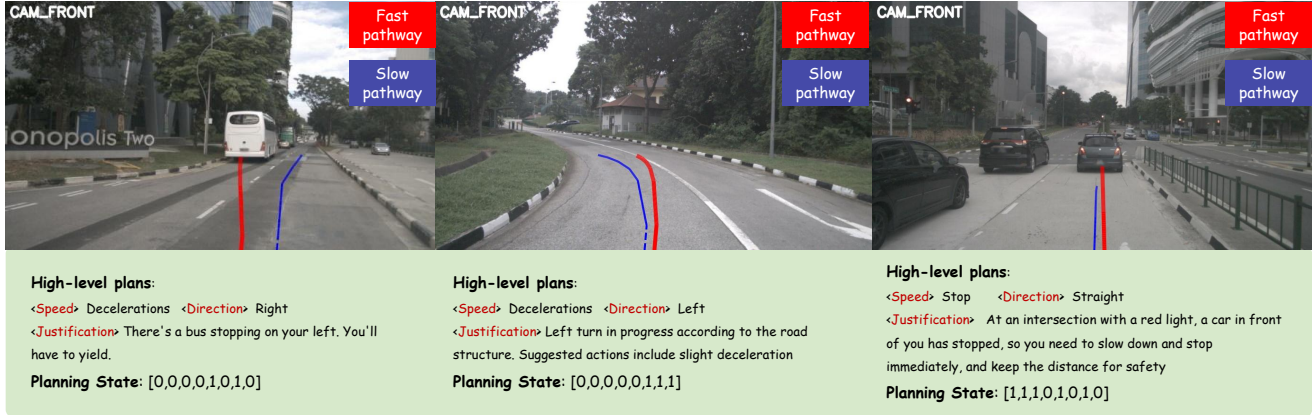 CAM_FRONT
Fast
pathway
Slow
pathway
ionopolis Two
High-level plans:
<Speed> Decelerations <Direction> Right
<Justification> There's a bus stopping on your left. You'll
have to yield.
Planning State: [0,0,0,0,1,0,1,0]
CAM_FRONT
Fast
pathway
Slow
pathway
High-level plans:
<Speed> Decelerations <Direction> Left
<Justification> Left turn in progress according to the road
structure. Suggested actions include slight deceleration
Planning State: [0,0,0,0,0,1,1,1]
CAM_FRONT
Fast
pathway
Slow
pathway
High-level plans:
<Speed> Stop <Direction> Straight
<Justification> At an intersection with a red light, a car in front
of you has stopped, so you need to slow down and stop
immediately, and keep the distance for safety
Planning State: [1,1,1,0,1,0,1,0]